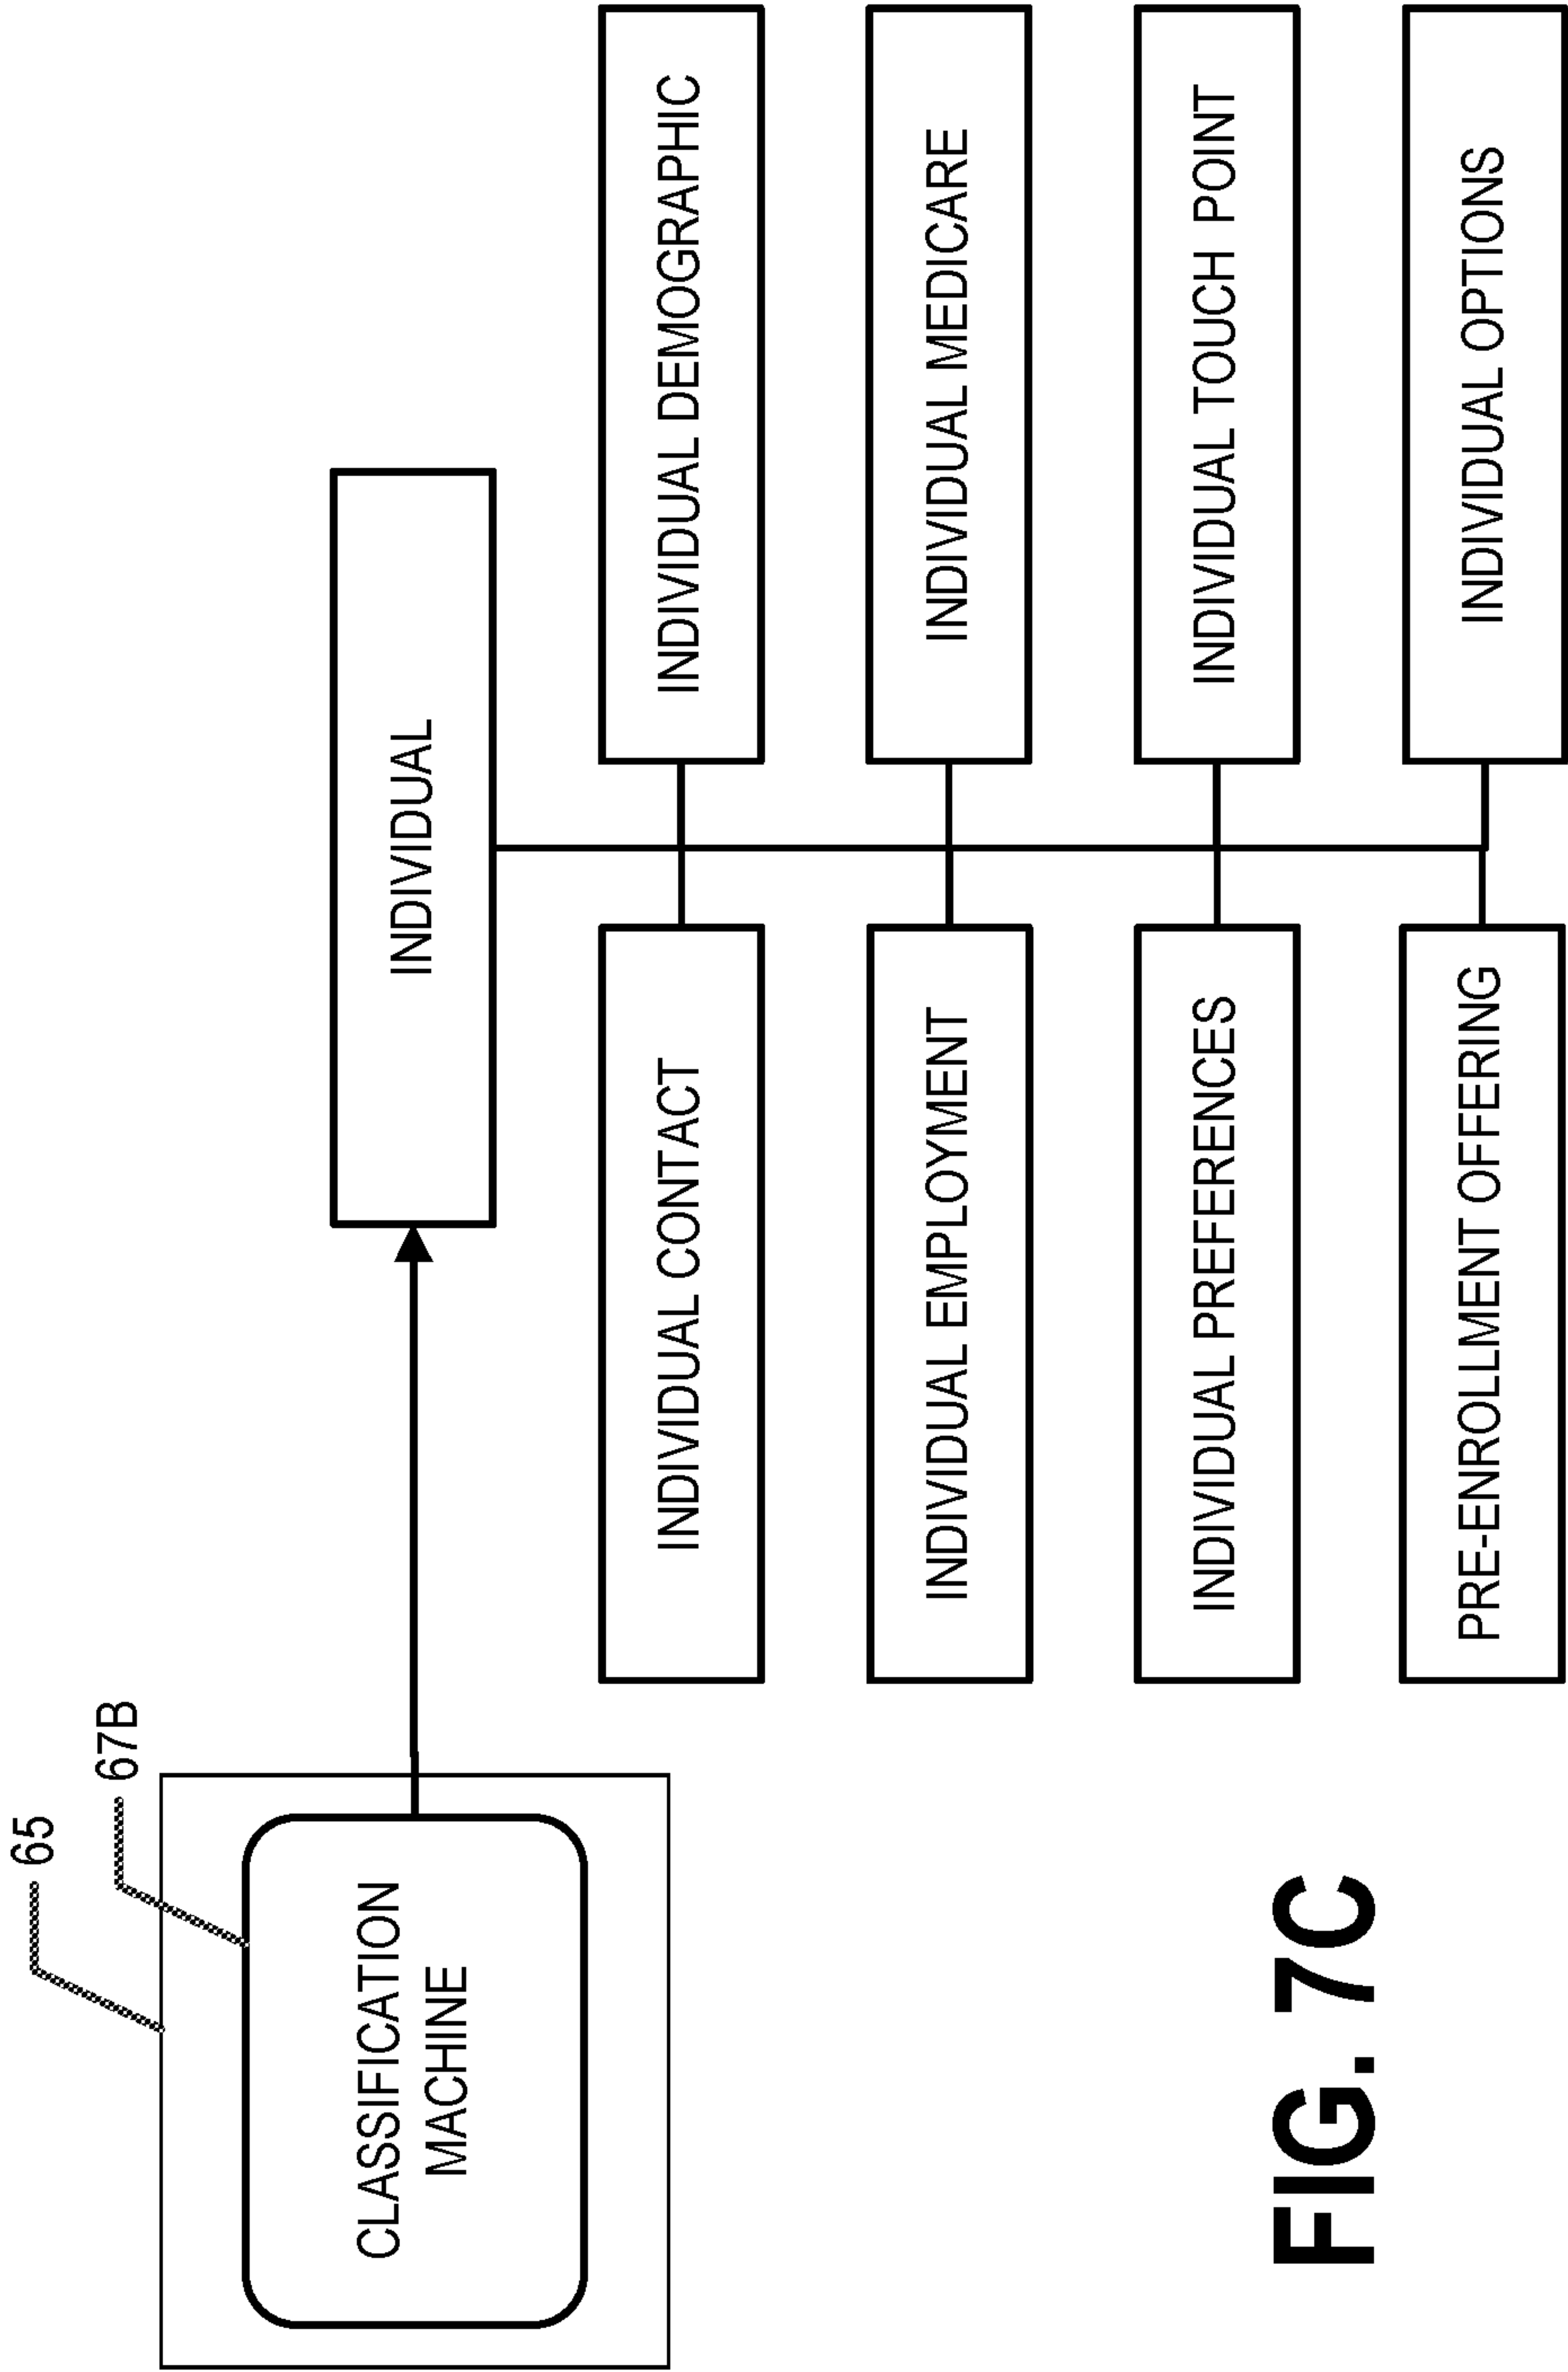 65
67B
CLASSIFICATION
MACHINE
INDIVIDUAL
INDIVIDUAL CONTACT
INDIVIDUAL DEMOGRAPHIC
INDIVIDUAL EMPLOYMENT
INDIVIDUAL MEDICARE
INDIVIDUAL PREFERENCES
INDIVIDUAL TOUCH POINT
PRE-ENROLLMENT OFFERING
INDIVIDUAL OPTIONS
FIG. 7C